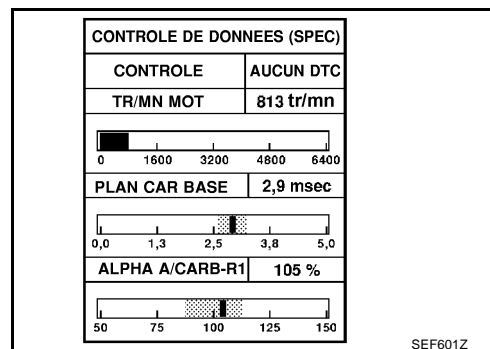 CONTROLE DE DONNEES (SPEC)
CONTROLE AUCUN DTC
TR/MN MOT 813 tr/mn
0 1600 3200 4800 6400
PLAN CAR BASE 2,9 msec
0,0 1,3 2,5 3,8 5,0
ALPHA A/CARB-R1 105 %
50 75 100 125 150
SEF601Z